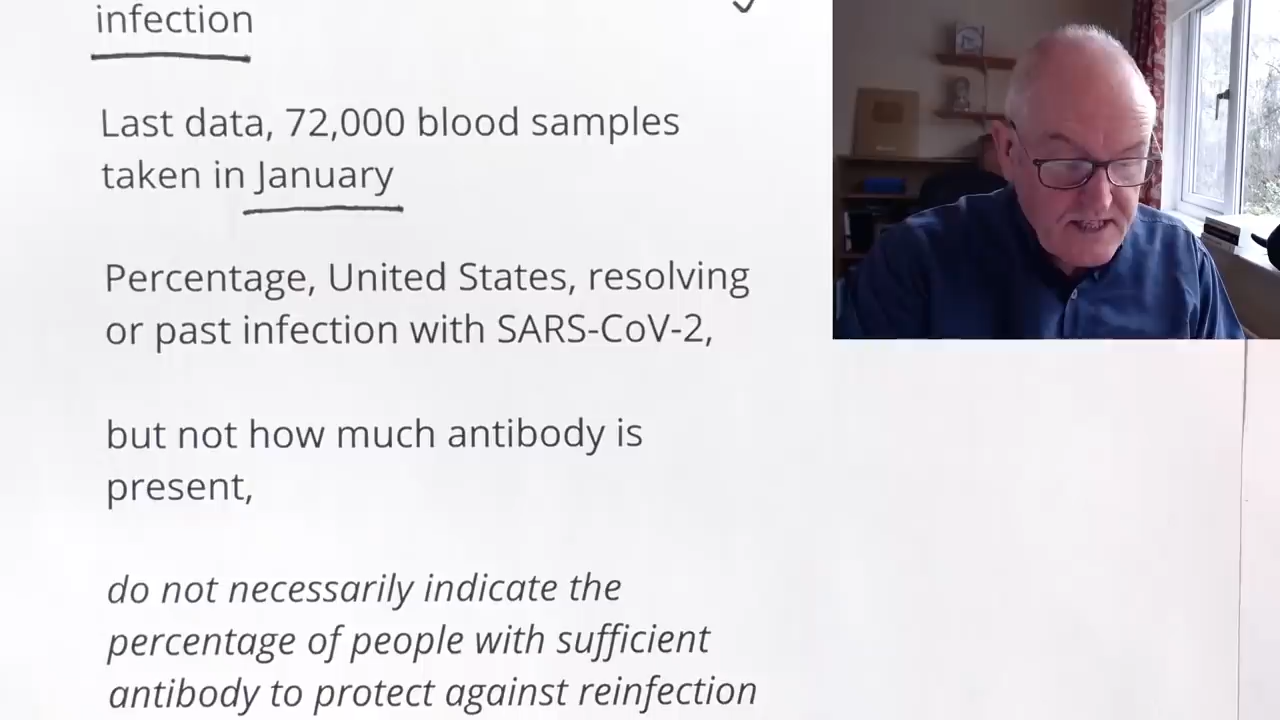 infection
Last data, 72,000 blood samples
taken in January
Percentage, United States, resolving
or past infection with SARS-CoV-2,
but not how much antibody is
present,
do not necessarily indicate the
percentage of people with sufficient
antibody to protect against reinfection